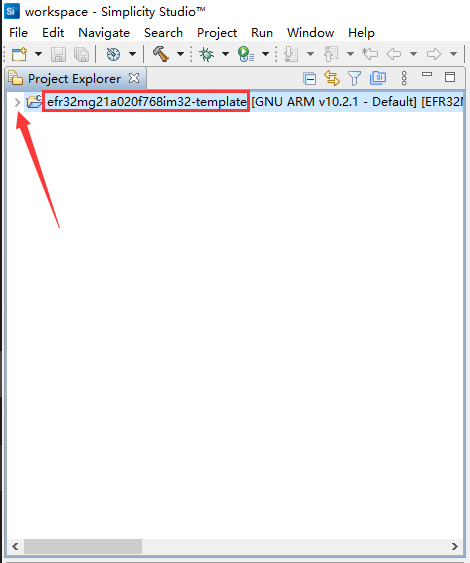 Si workspace - Simplicity Studio™
File Edit Navigate Search Project Run Window Help
Project Explorer
efr32mg21a020f768im32-template [GNU ARM v10.2.1 - Default] [EFR32M